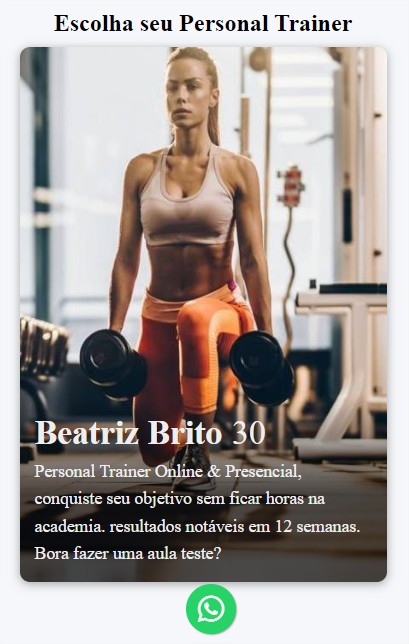 Escolha seu Personal Trainer
Beatriz Brito 30
Personal Trainer Online & Presencial,
conquiste seu objetivo sem ficar horas na
academia. resultados notáveis em 12 semanas.
Bora fazer uma aula teste?